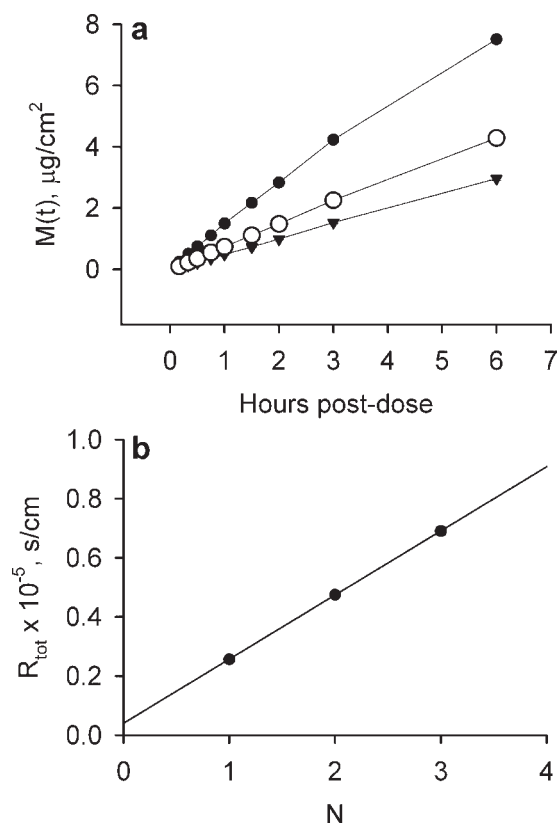 a
8
6
4
2
0
M(t), μg/cm²
0 1 2 3 4 5 6 7
Hours post-dose
b
1.0
0.8
0.6
0.4
0.2
0.0
Rtot x 10⁻⁵, s/cm
0 1 2 3 4
N